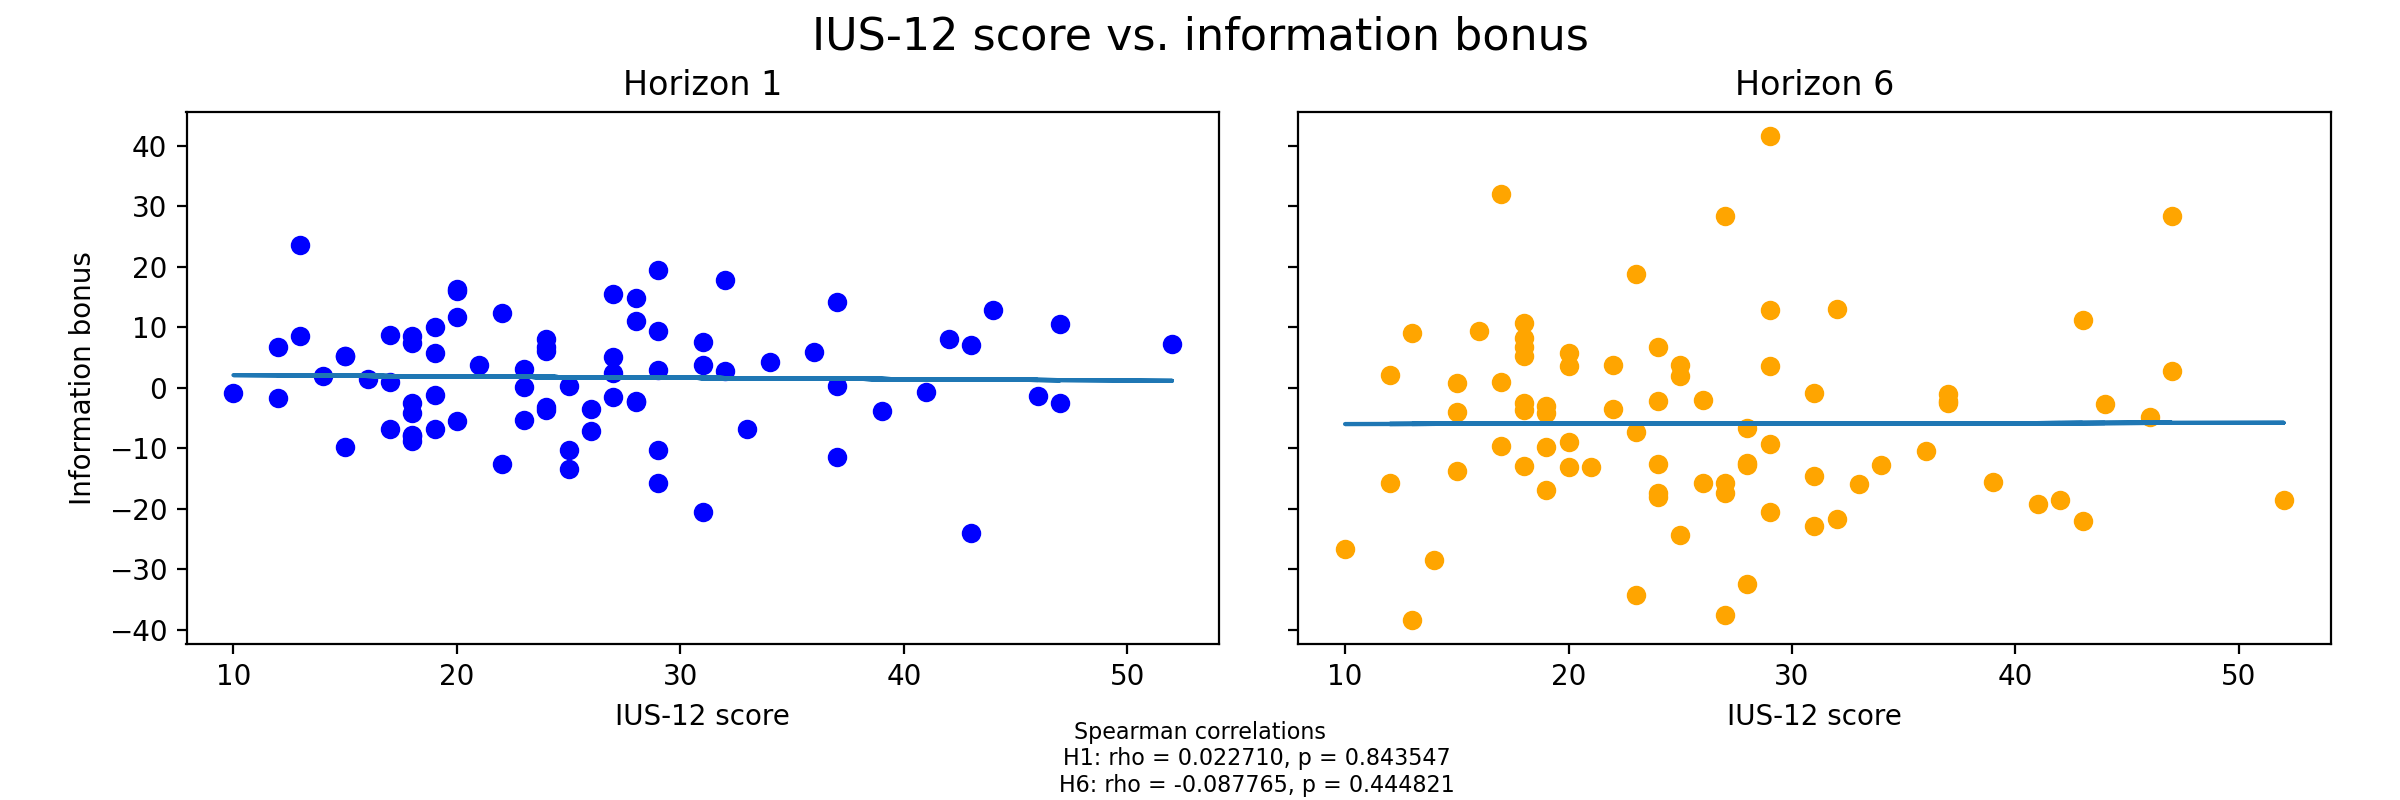 IUS-12 score vs. information bonus
Horizon 1
Horizon 6
Information bonus
40
30
20
10
0
−10
−20
−30
−40
10 20 30 40 50
10 20 30 40 50
IUS-12 score
IUS-12 score
Spearman correlations
H1: rho = 0.022710, p = 0.843547
H6: rho = -0.087765, p = 0.444821